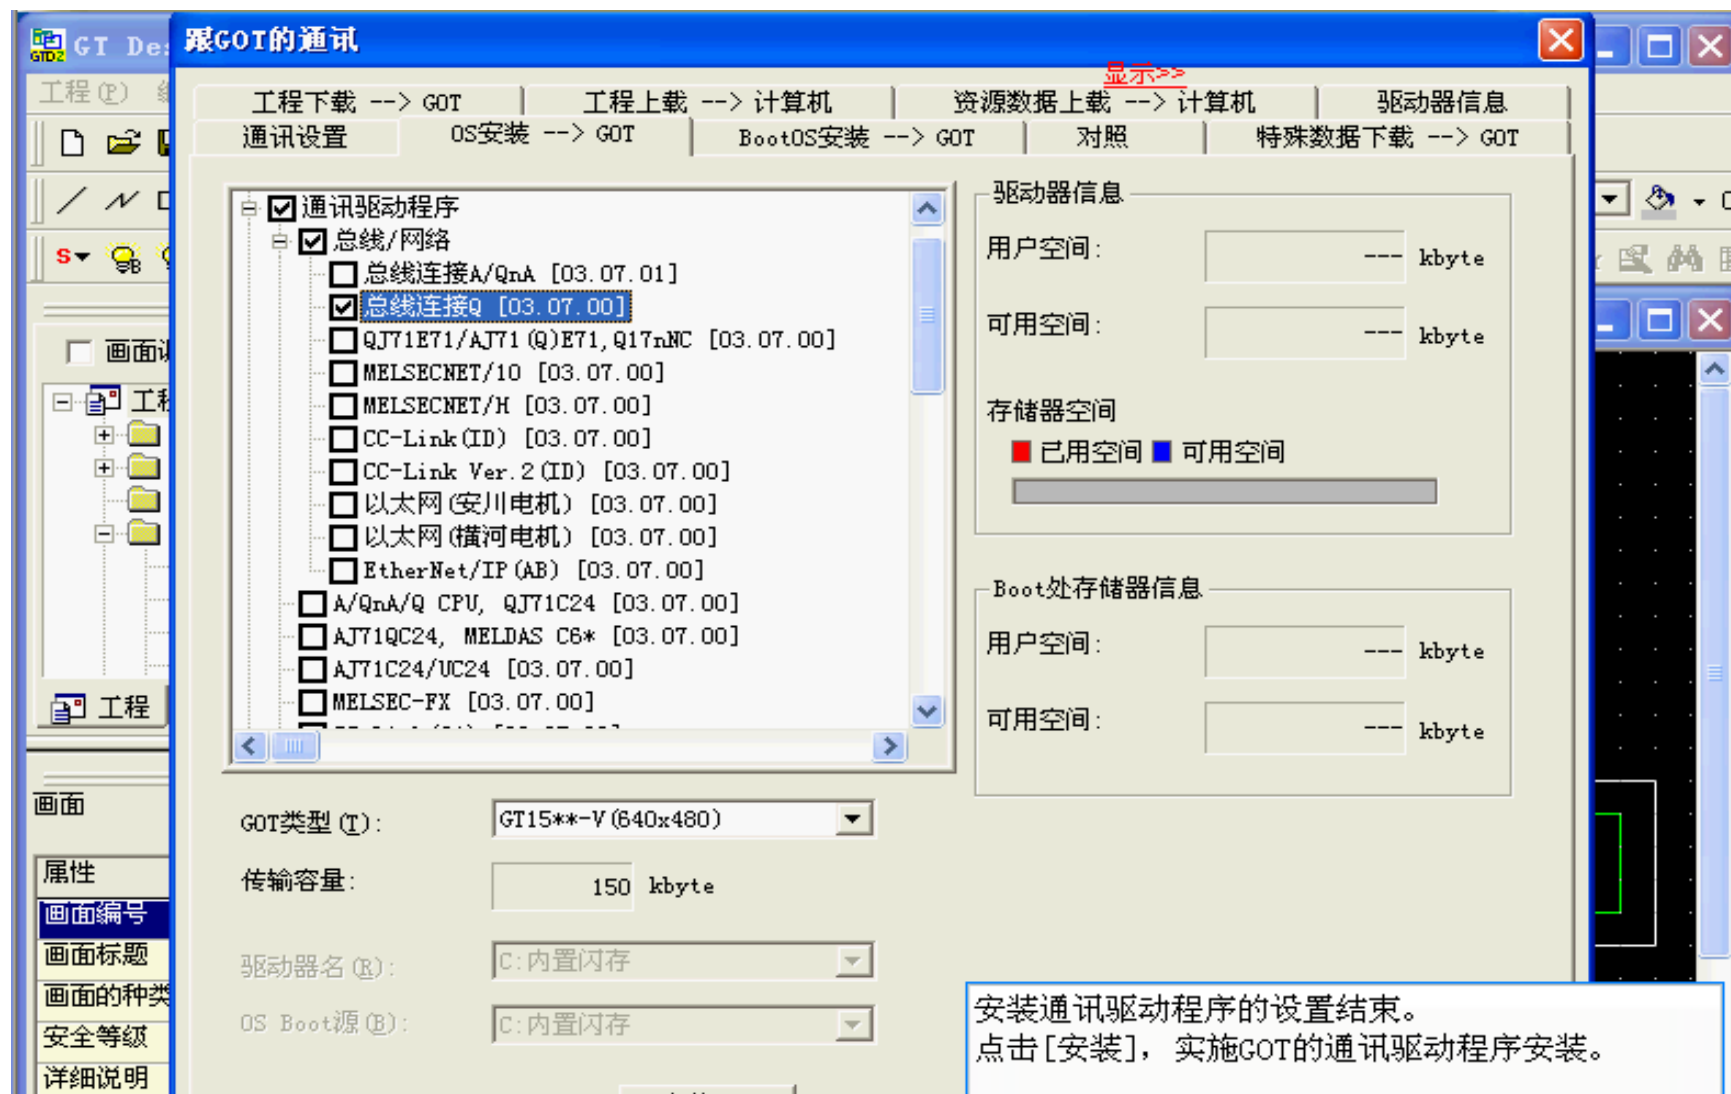 GT Des
跟GOT的通讯
显示>>
工程(P)
工程下载 --> GOT
工程上载 --> 计算机
资源数据上载 --> 计算机
驱动器信息
通讯设置
OS安装 --> GOT
BootOS安装 --> GOT
对照
特殊数据下载 --> GOT
通讯驱动程序
总线/网络
总线连接A/QnA [03.07.01]
总线连接Q [03.07.00]
QJ71E71/AJ71(Q)E71,Q17nNC [03.07.00]
MELSECNET/10 [03.07.00]
MELSECNET/H [03.07.00]
CC-Link(ID) [03.07.00]
CC-Link Ver.2(ID) [03.07.00]
以太网(安川电机) [03.07.00]
以太网(横河电机) [03.07.00]
EtherNet/IP(AB) [03.07.00]
A/QnA/Q CPU, QJ71C24 [03.07.00]
AJ71QC24, MELDAS C6* [03.07.00]
AJ71C24/UC24 [03.07.00]
MELSEC-FX [03.07.00]
驱动器信息
用户空间:
--- kbyte
可用空间:
--- kbyte
存储器空间
已用空间 可用空间
Boot处存储器信息
用户空间:
--- kbyte
可用空间:
--- kbyte
GOT类型(T):
GT15**-V(640x480)
传输容量:
150 kbyte
驱动器名(R):
C:内置闪存
OS Boot源(B):
C:内置闪存
S
B
画面
工程
工程
画面
属性
画面编号
画面标题
画面的种类
安全等级
详细说明
安装通讯驱动程序的设置结束。
点击[安装]，实施GOT的通讯驱动程序安装。